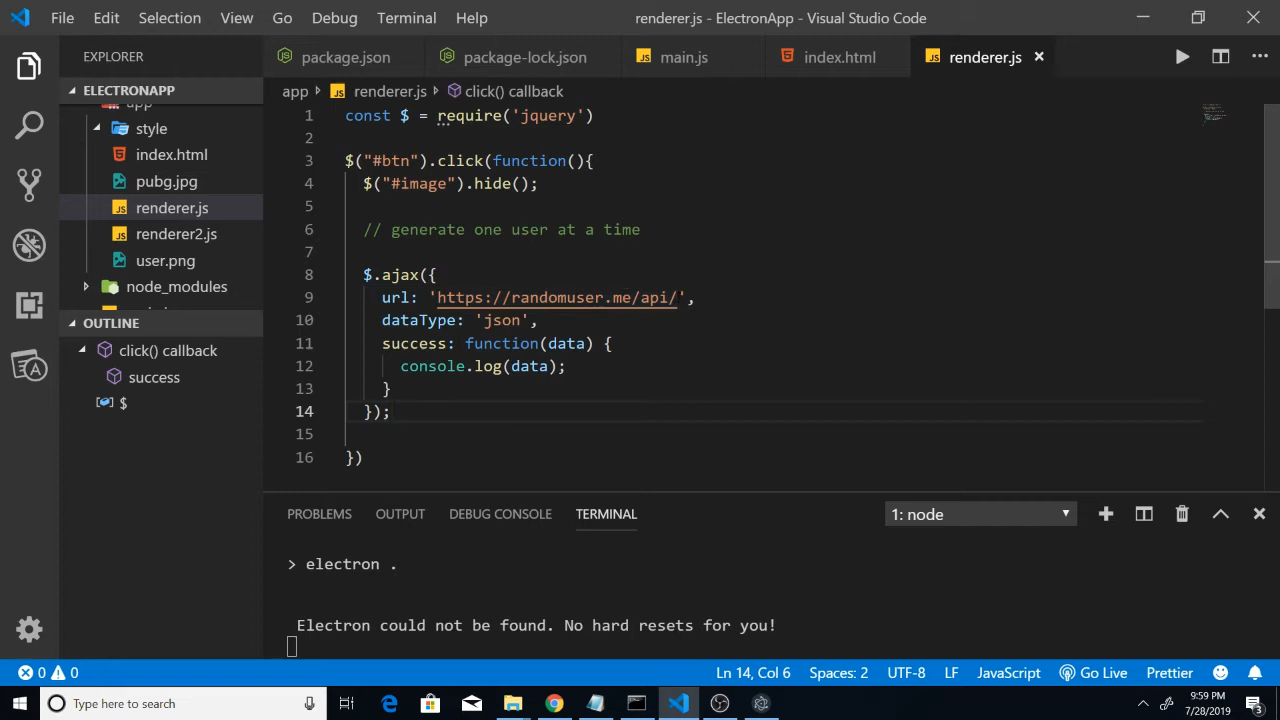 File Edit Selection View Go Debug Terminal Help renderer.js - ElectronApp - Visual Studio Code
EXPLORER
ELECTRONAPP
app
style
index.html
pubg.jpg
JS renderer.js
JS renderer2.js
user.png
node_modules
OUTLINE
click() callback
success
$
package.json package-lock.json JS main.js index.html JS renderer.js
app JS renderer.js click() callback
1 const $ = require('jquery')
2
3 $("#btn").click(function(){
4 $("#image").hide();
5
6 // generate one user at a time
7
8 $.ajax({
9 url: 'https://randomuser.me/api/',
10 dataType: 'json',
11 success: function(data) {
12 console.log(data);
13 }
14 });
15
16 })
PROBLEMS OUTPUT DEBUG CONSOLE TERMINAL 1: node
> electron .
Electron could not be found. No hard resets for you!
0 0 Ln 14, Col 6 Spaces: 2 UTF-8 LF JavaScript Go Live Prettier
Type here to search
9:59 PM
7/28/2019
3